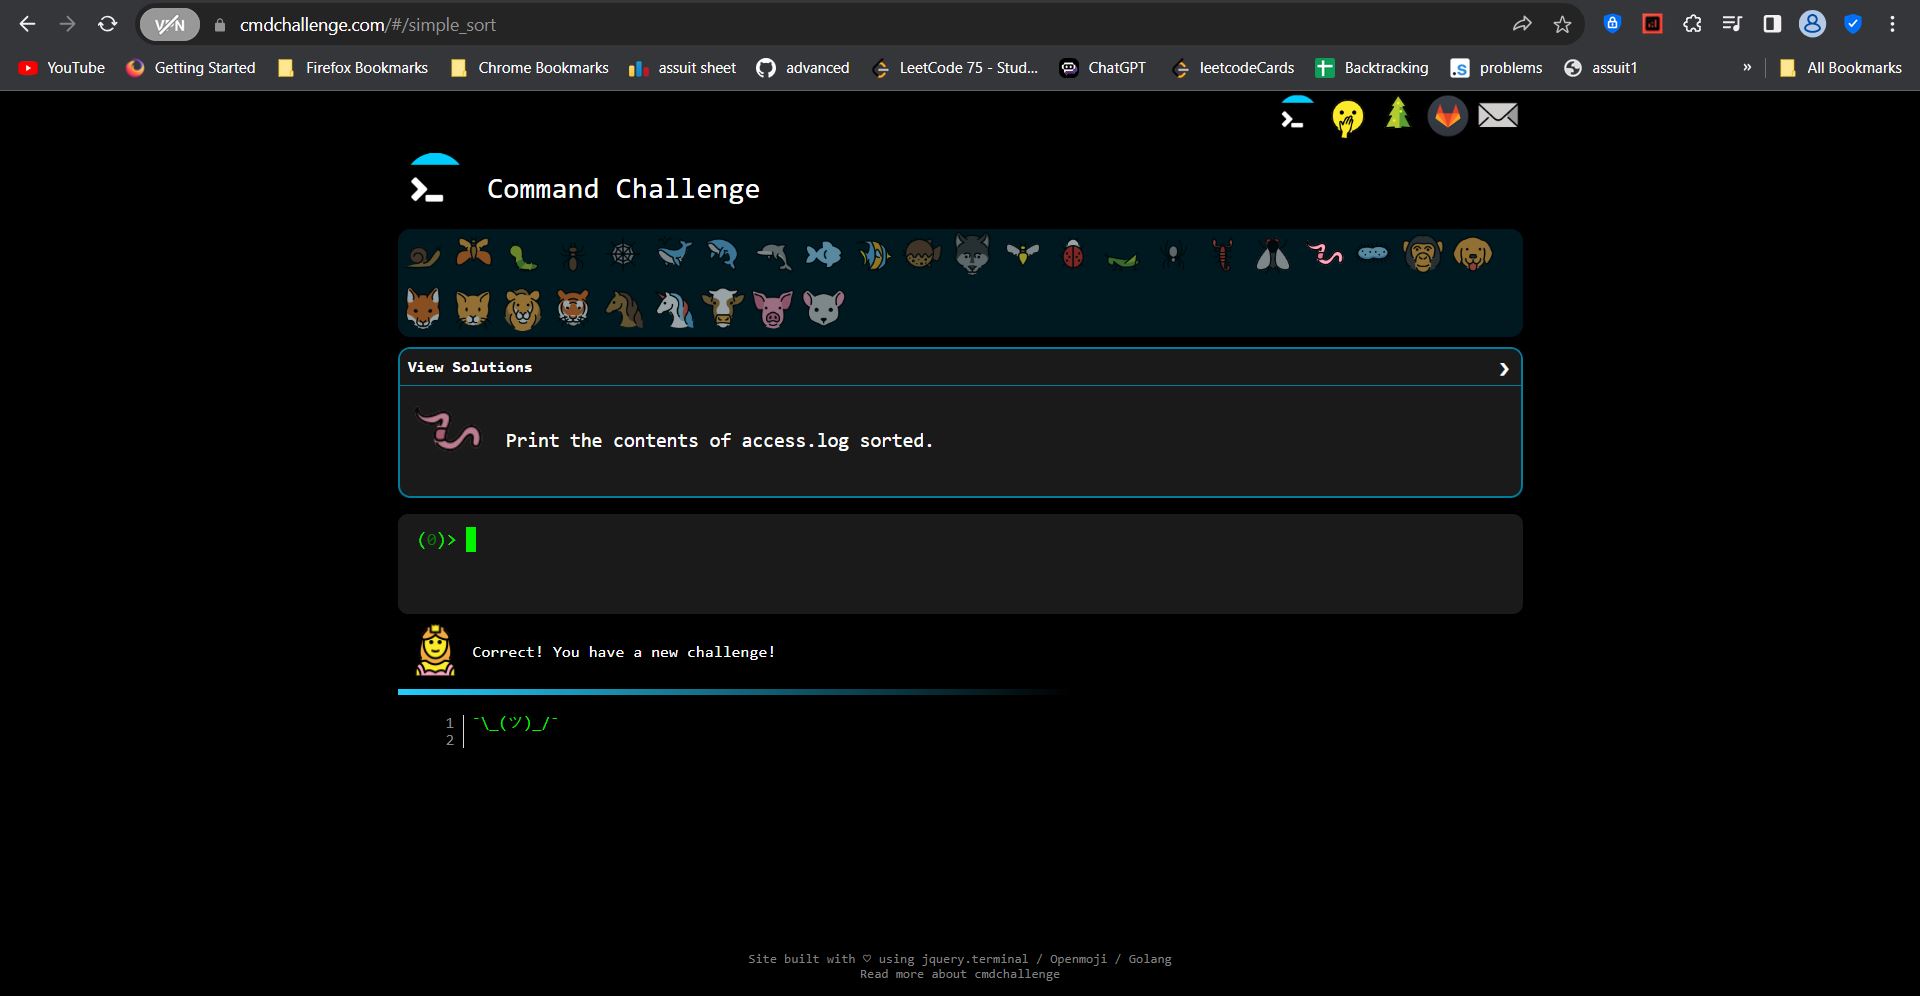 VPN
cmdchallenge.com/#/simple_sort
YouTube Getting Started Firefox Bookmarks Chrome Bookmarks assuit sheet advanced LeetCode 75 - Stud... ChatGPT leetcodeCards Backtracking problems assuit1 » All Bookmarks
Command Challenge
View Solutions ❯
Print the contents of access.log sorted.
(0)>
Correct! You have a new challenge!
1 ¯\_(ツ)_/¯
2
Site built with ♡ using jquery.terminal / Openmoji / Golang
Read more about cmdchallenge